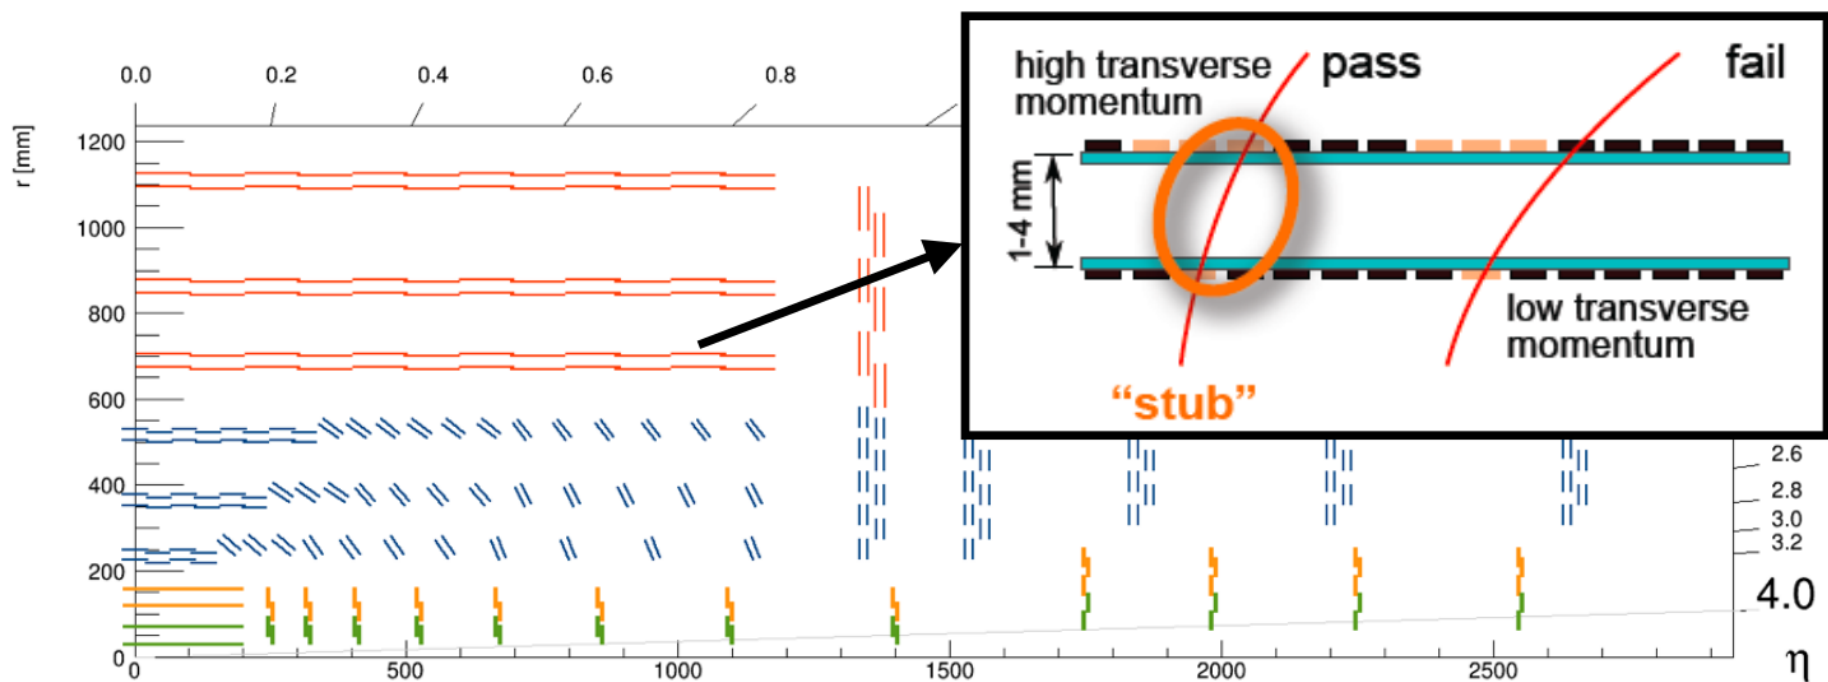 0.0 0.2 0.4 0.6 0.8
r [mm]
1200
1000
800
600
400
200
0
0 500 1000 1500 2000 2500
2.6
2.8
3.0
3.2
4.0
η
high transverse
momentum
pass
fail
1-4 mm
low transverse
momentum
“stub”